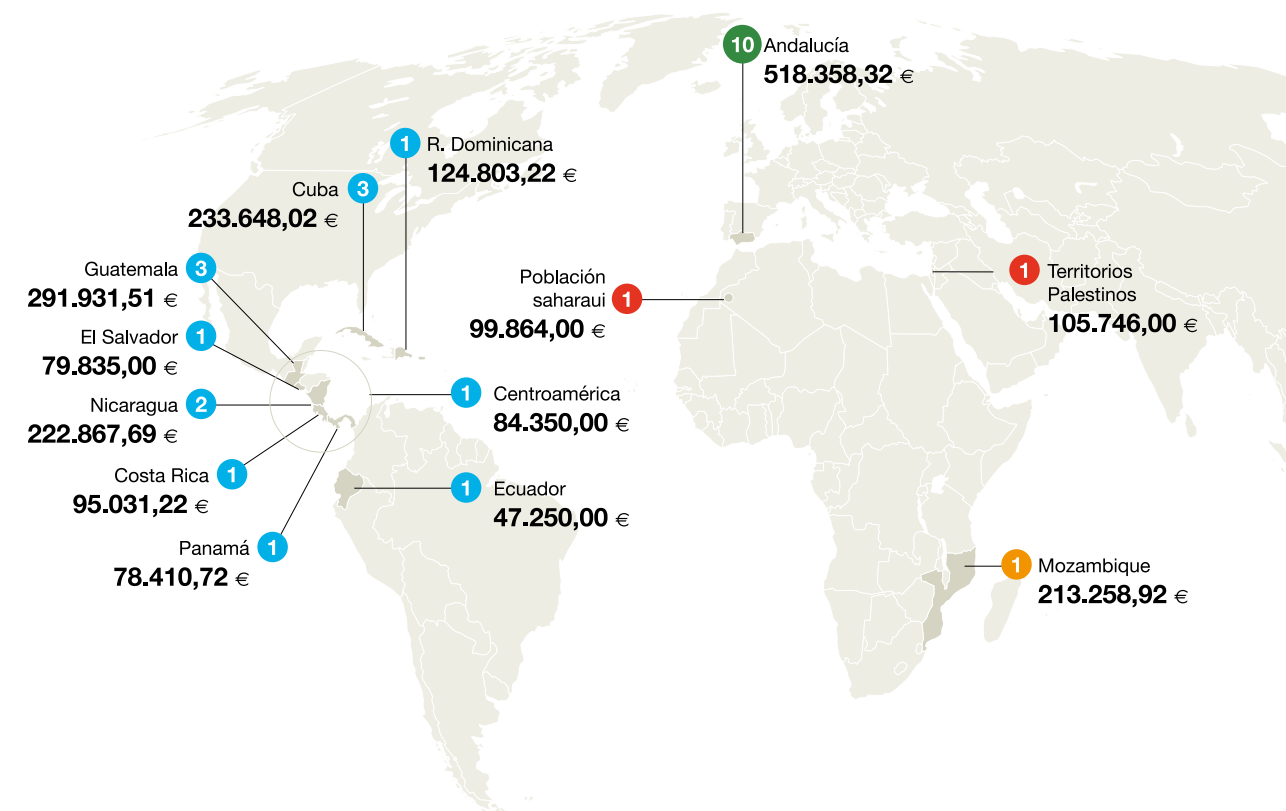 10 Andalucía
518.358,32 €
1 R. Dominicana
124.803,22 €
Cuba 3
233.648,02 €
Guatemala 3
291.931,51 €
El Salvador 1
79.835,00 €
Nicaragua 2
222.867,69 €
Costa Rica 1
95.031,22 €
Panamá 1
78.410,72 €
1 Centroamérica
84.350,00 €
1 Ecuador
47.250,00 €
Población
saharaui 1
99.864,00 €
1 Territorios
Palestinos
105.746,00 €
1 Mozambique
213.258,92 €